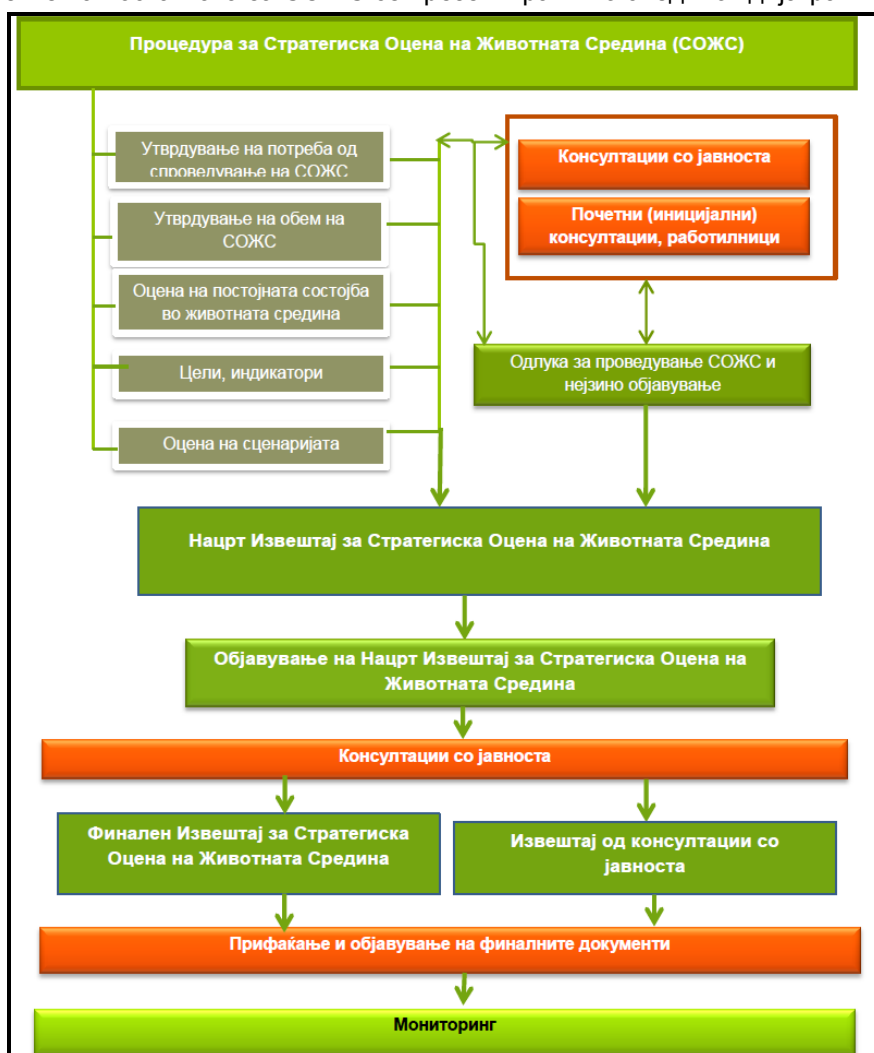 Процедура за Стратегиска Оцена на Животната Средина (СОЖС)
Утврдување на потреба од
спроведување на СОЖС
Утврдување на обем на
СОЖС
Оцена на постојната состојба
во животната средина
Цели, индикатори
Оцена на сценаријата
Консултации со јавноста
Почетни (иницијални)
консултации, работилници
Одлука за проведување СОЖС и
нејзино објавување
Нацрт Извештај за Стратегиска Оцена на Животната Средина
Објавување на Нацрт Извештај за Стратегиска Оцена на
Животната Средина
Консултации со јавноста
Финален Извештај за Стратегиска
Оцена на Животната Средина
Извештај од консултации со
јавноста
Прифаќање и објавување на финалните документи
Мониторинг